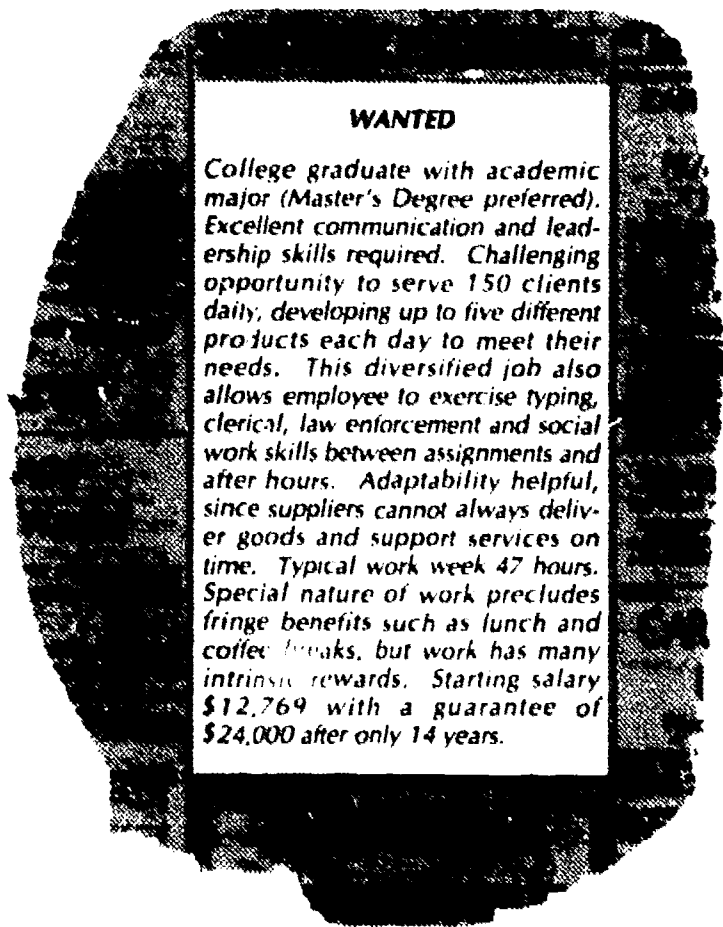 WANTED
College graduate with academic
major (Master's Degree preferred).
Excellent communication and lead-
ership skills required. Challenging
opportunity to serve 150 clients
daily, developing up to five different
products each day to meet their
needs. This diversified job also
allows employee to exercise typing,
clerical, law enforcement and social
work skills between assignments and
after hours. Adaptability helpful,
since suppliers cannot always deliv-
er goods and support services on
time. Typical work week 47 hours.
Special nature of work precludes
fringe benefits such as lunch and
coffee breaks, but work has many
intrinsic rewards. Starting salary
$12,769 with a guarantee of
$24,000 after only 14 years.